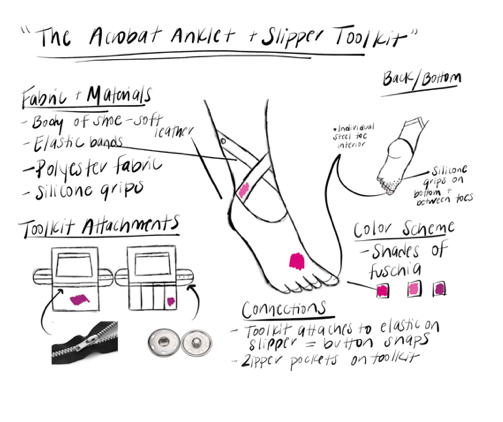 "The Acrobat Anklet + Slipper Toolkit"
Back/Bottom
Fabric + Materials
- Body of shoe - soft
leather
- Elastic bands
- Polyester fabric
- Silicone grips
• Individual
steel toe
interior
- Silicone
grips on
bottom +
between toes
Toolkit Attachments
Color Scheme
- Shades of
fuschia
Connections
- Toolkit attaches to elastic on
slipper = button snaps
- Zipper pockets on toolkit